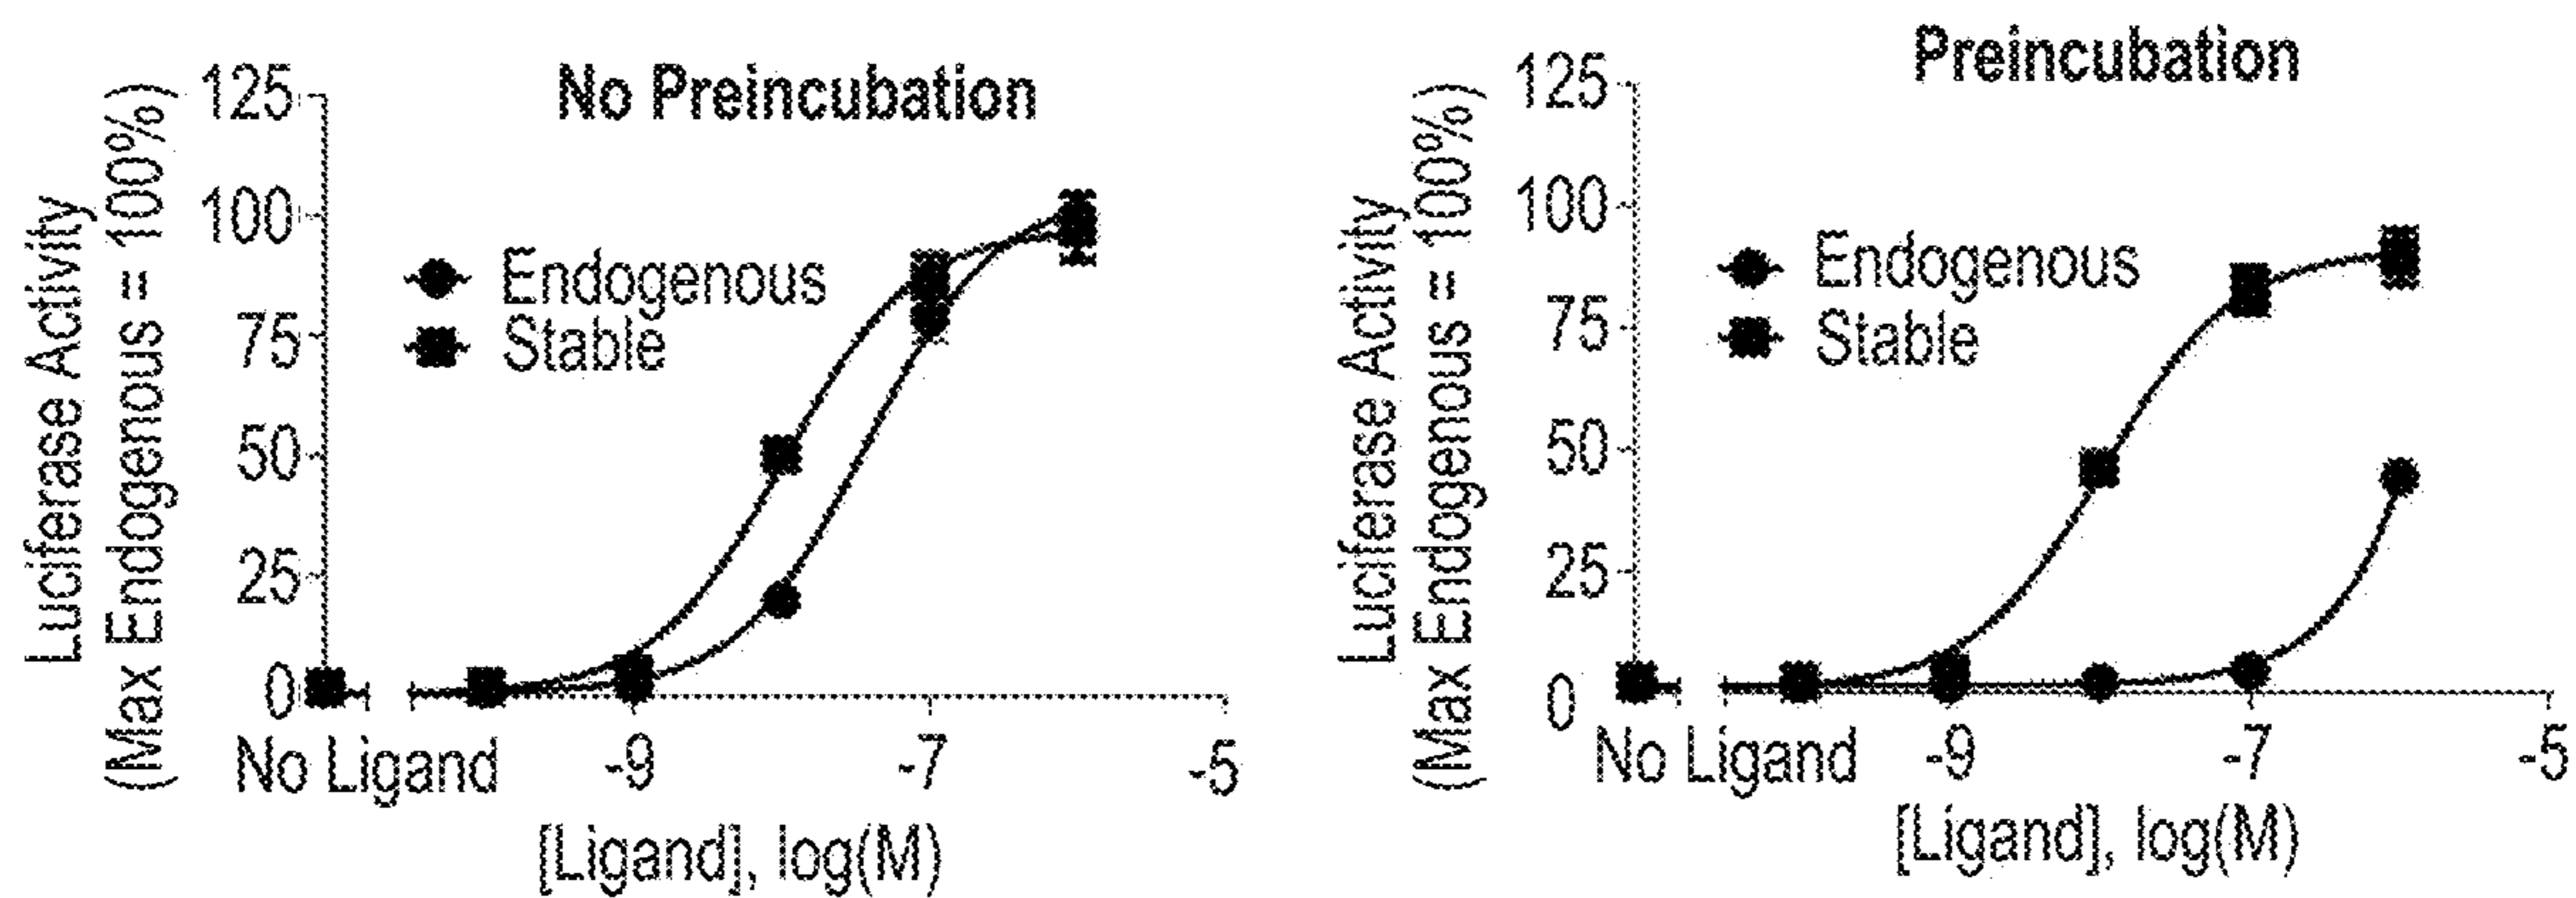 No Preincubation
Luciferase Activity
(Max Endogenous = 100%)
125
100
75
50
25
0
Endogenous
Stable
No Ligand
-9
-7
-5
[Ligand], log(M)
Preincubation
Luciferase Activity
(Max Endogenous = 100%)
125
100
75
50
25
0
Endogenous
Stable
No Ligand
-9
-7
-5
[Ligand], log(M)